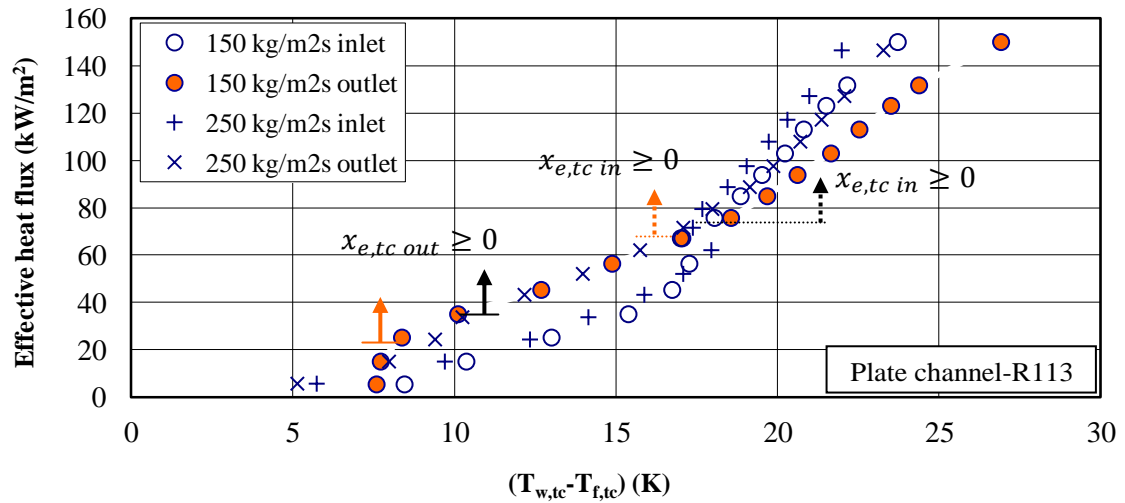 Effective heat flux (kW/m²)
160
140
120
100
80
60
40
20
0
150 kg/m2s inlet
150 kg/m2s outlet
250 kg/m2s inlet
250 kg/m2s outlet
x_{e,tc in} ≥ 0
x_{e,tc in} ≥ 0
x_{e,tc out} ≥ 0
Plate channel-R113
0 5 10 15 20 25 30
(T_{w,tc}-T_{f,tc}) (K)